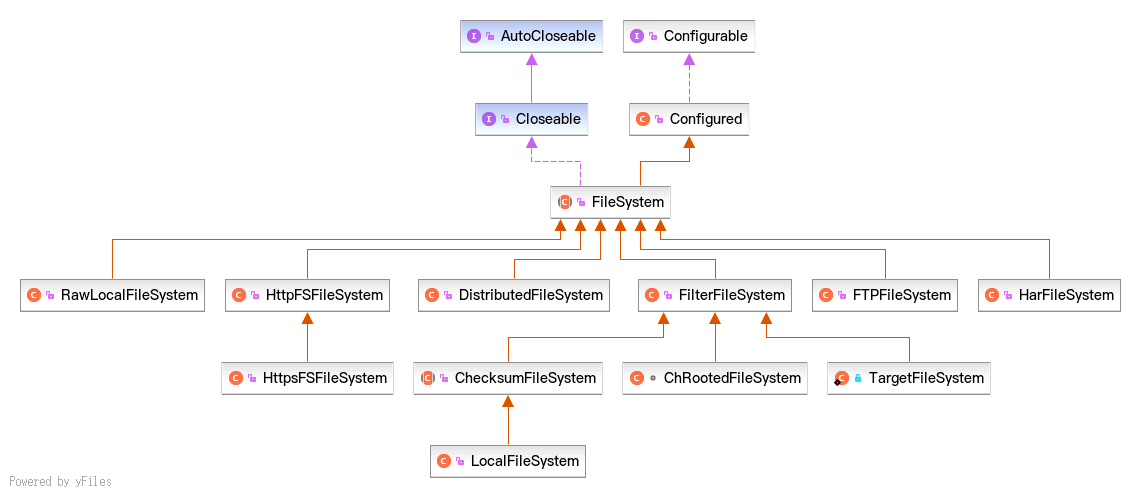 AutoCloseable
Configurable
Closeable
Configured
FileSystem
RawLocalFileSystem
HttpFSFileSystem
DistributedFileSystem
FilterFileSystem
FTPFileSystem
HarFileSystem
HttpsFSFileSystem
ChecksumFileSystem
ChRootedFileSystem
TargetFileSystem
LocalFileSystem
Powered by yFiles